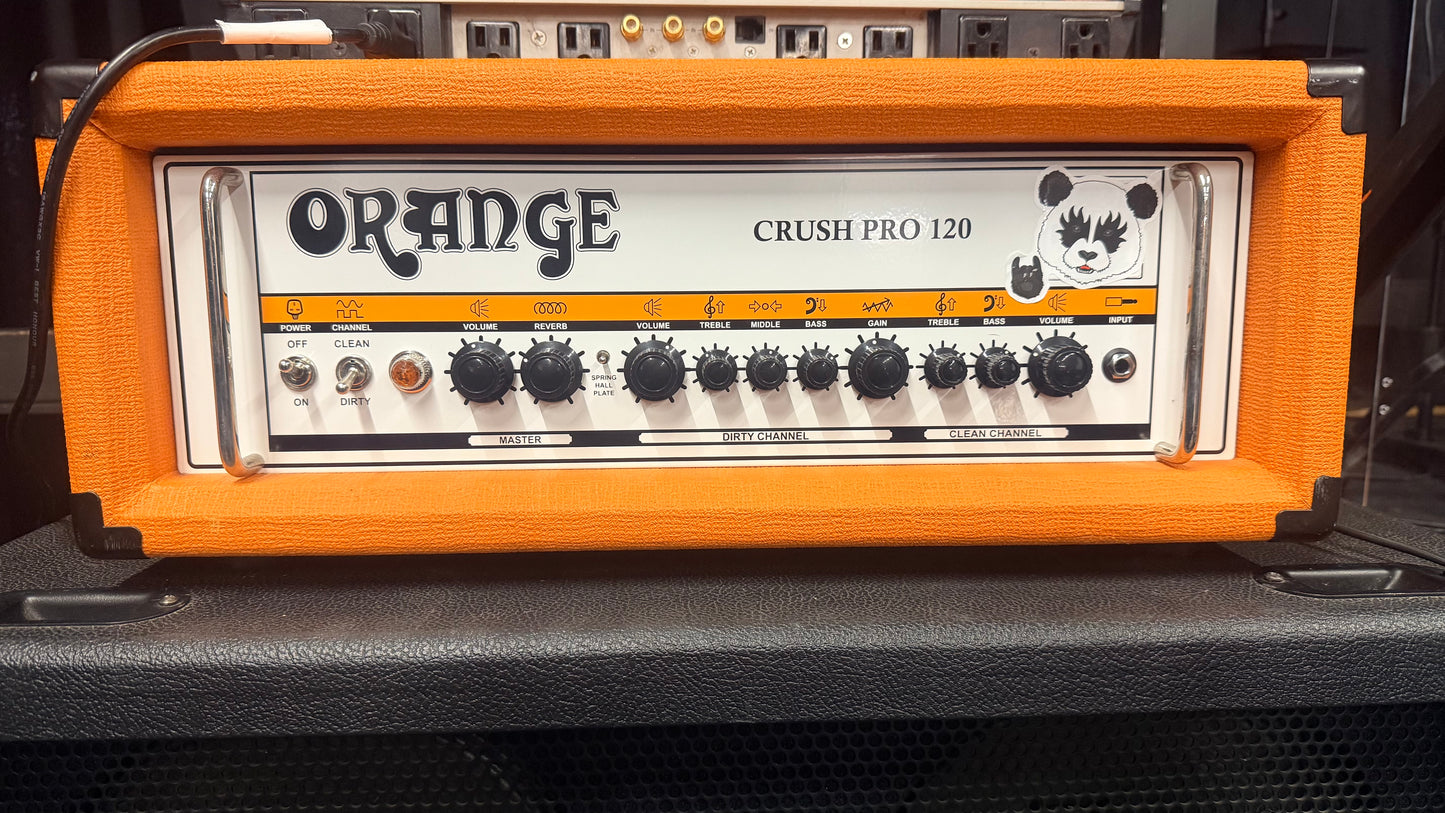 ORANGE
CRUSH PRO 120
POWER CHANNEL VOLUME REVERB VOLUME TREBLE MIDDLE BASS GAIN TREBLE BASS VOLUME INPUT
OFF CLEAN
SPRING
HALL
PLATE
ON DIRTY
MASTER DIRTY CHANNEL CLEAN CHANNEL